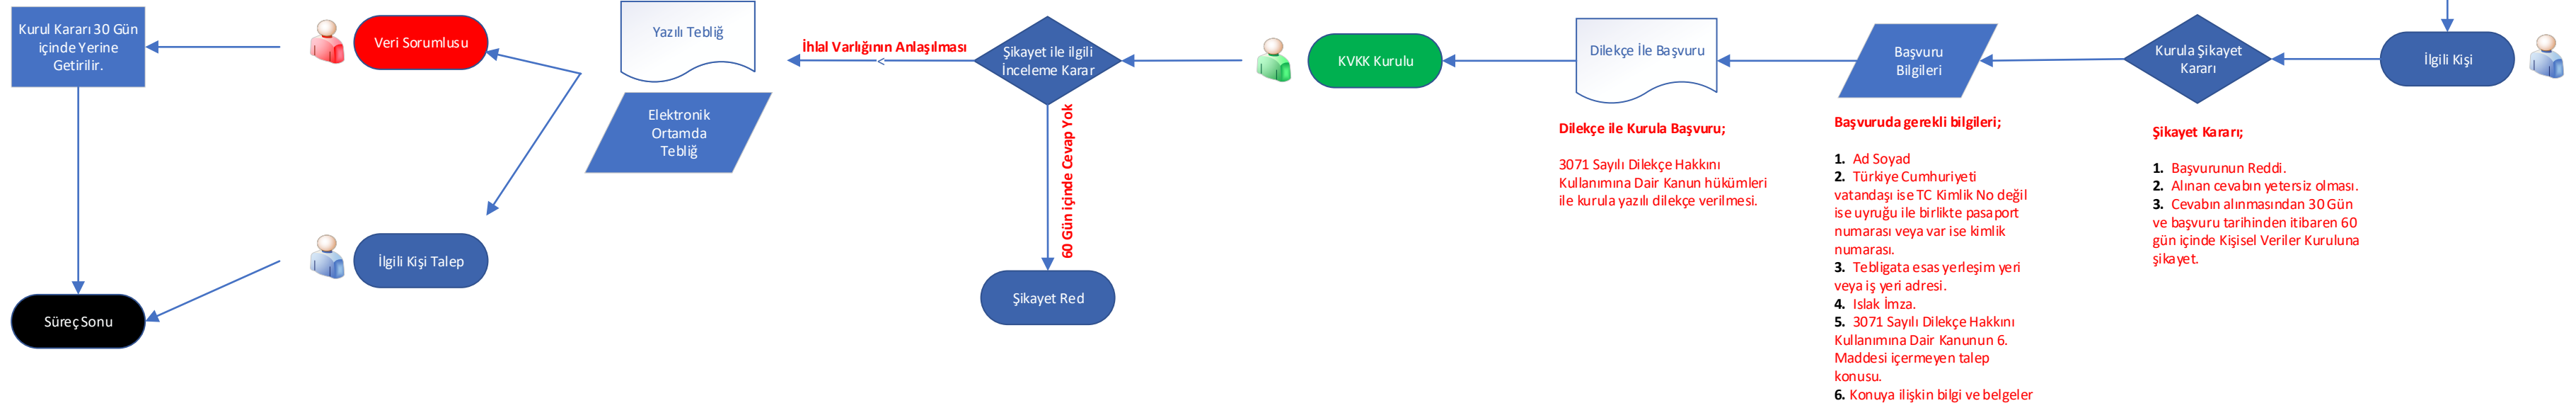 Kurul Kararı 30 Gün
içinde Yerine
Getirilir.
Veri Sorumlusu
Yazılı Tebliğ
Elektronik
Ortamda
Tebliğ
İhlal Varlığının Anlaşılması
<
Şikayet ile ilgili
İnceleme Karar
60 Gün içinde Cevap Yok
Şikayet Red
KVKK Kurulu
Dilekçe İle Başvuru
Dilekçe ile Kurula Başvuru;
3071 Sayılı Dilekçe Hakkını
Kullanımına Dair Kanun hükümleri
ile kurula yazılı dilekçe verilmesi.
Başvuru
Bilgileri
Başvuruda gerekli bilgileri;
1. Ad Soyad
2. Türkiye Cumhuriyeti
vatandaşı ise TC Kimlik No değil
ise uyruğu ile birlikte pasaport
numarası veya var ise kimlik
numarası.
3. Tebligata esas yerleşim yeri
veya iş yeri adresi.
4. Islak İmza.
5. 3071 Sayılı Dilekçe Hakkını
Kullanımına Dair Kanunun 6.
Maddesi içermeyen talep
konusu.
6. Konuya ilişkin bilgi ve belgeler
Kurula Şikayet
Kararı
Şikayet Kararı;
1. Başvurunun Reddi.
2. Alınan cevabın yetersiz olması.
3. Cevabın alınmasından 30 Gün
ve başvuru tarihinden itibaren 60
gün içinde Kişisel Veriler Kuruluna
şikayet.
İlgili Kişi
İlgili Kişi Talep
Süreç Sonu